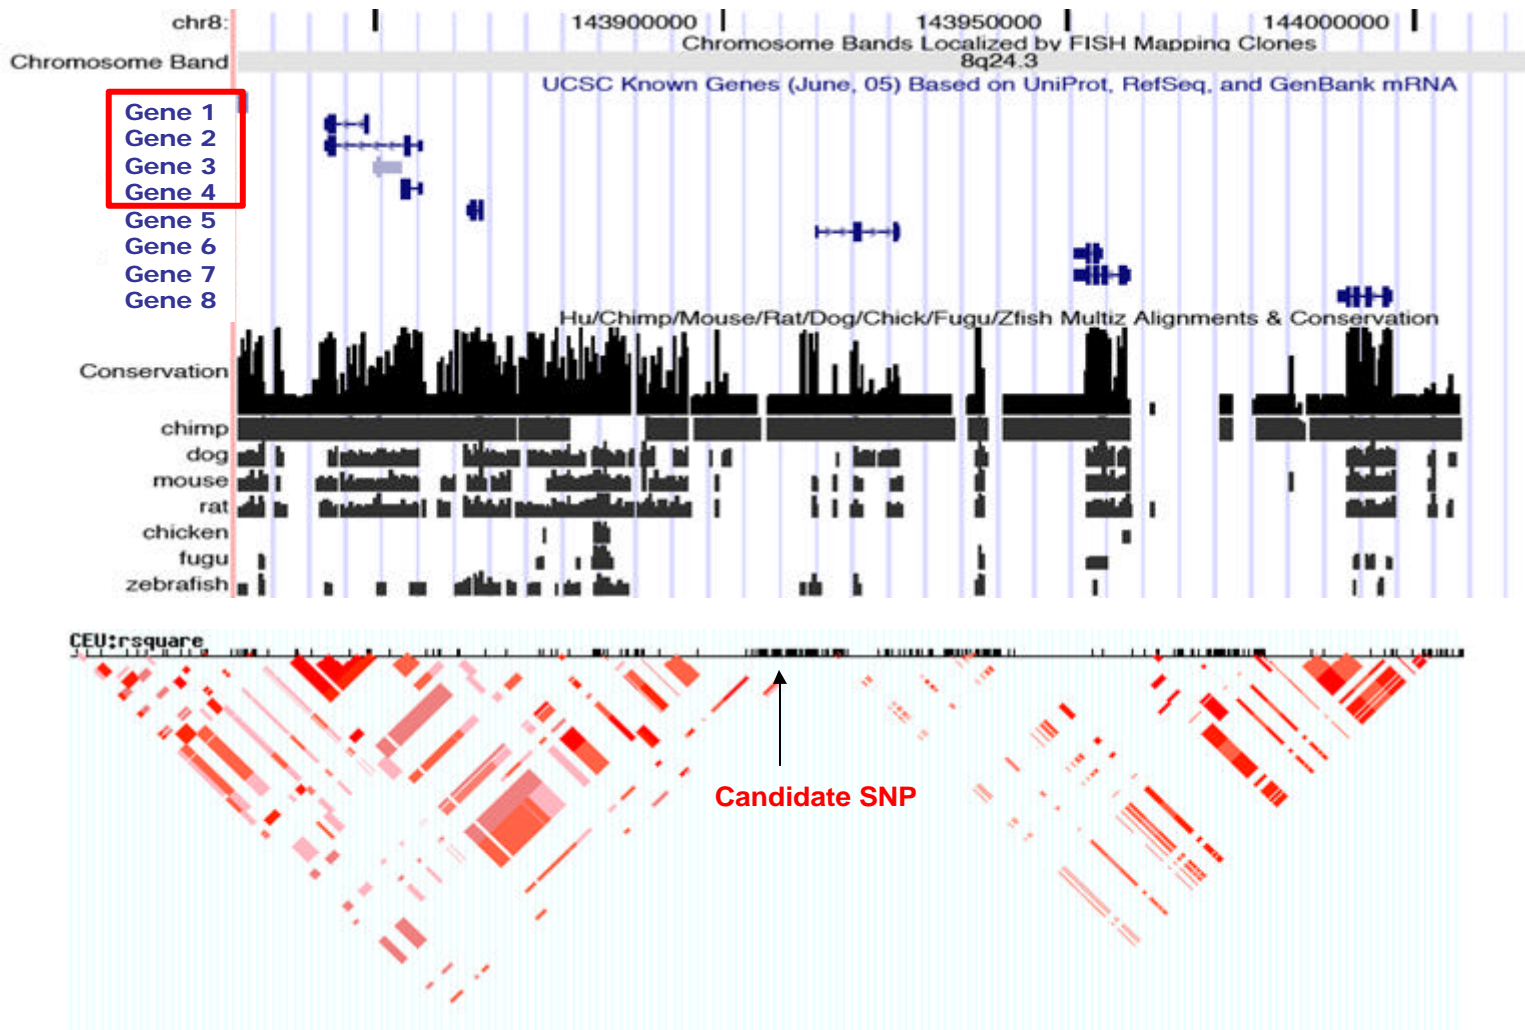 chr8: 143900000 143950000 144000000
Chromosome Bands Localized by FISH Mapping Clones
Chromosome Band 8q24.3
UCSC Known Genes (June, 05) Based on UniProt, RefSeq, and GenBank mRNA
Gene 1
Gene 2
Gene 3
Gene 4
Gene 5
Gene 6
Gene 7
Gene 8
Hu/Chimp/Mouse/Rat/Dog/Chick/Fugu/Zfish Multiz Alignments & Conservation
Conservation
chimp
dog
mouse
rat
chicken
fugu
zebrafish
CEU:rsquare
Candidate SNP